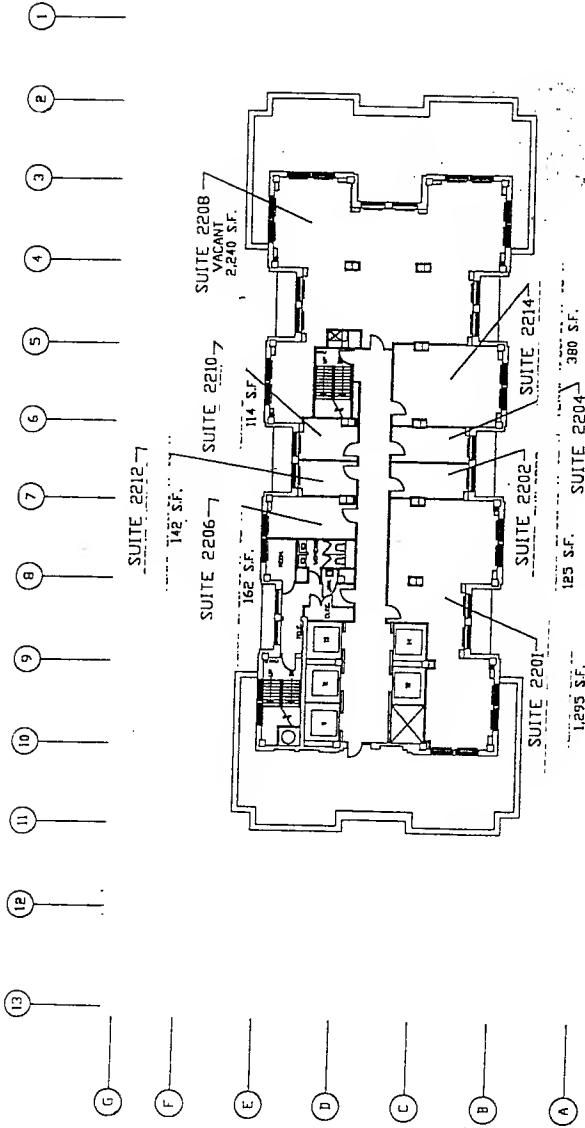 1
2
3
4
5
6
7
8
9
10
11
12
13
G
F
E
D
C
B
A
SUITE 2208
VACANT
2,240 S.F.
SUITE 2210
114 S.F.
SUITE 2212
142 S.F.
SUITE 2206
162 S.F.
SUITE 2214
380 S.F.
SUITE 2204
SUITE 2202
125 S.F.
SUITE 2201
1,295 S.F.
UP
UP